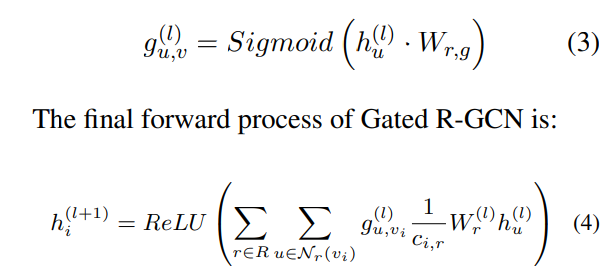 g_{u,v}^{(l)} = Sigmoid(h_u^{(l)} · W_{r,g}) (3)
The final forward process of Gated R-GCN is:
h_i^{(l+1)} = ReLU(∑_{r∈R} ∑_{u∈𝒩_r(v_i)} g_{u,v_i}^{(l)} \frac{1}{c_{i,r}} W_r^{(l)} h_u^{(l)}) (4)